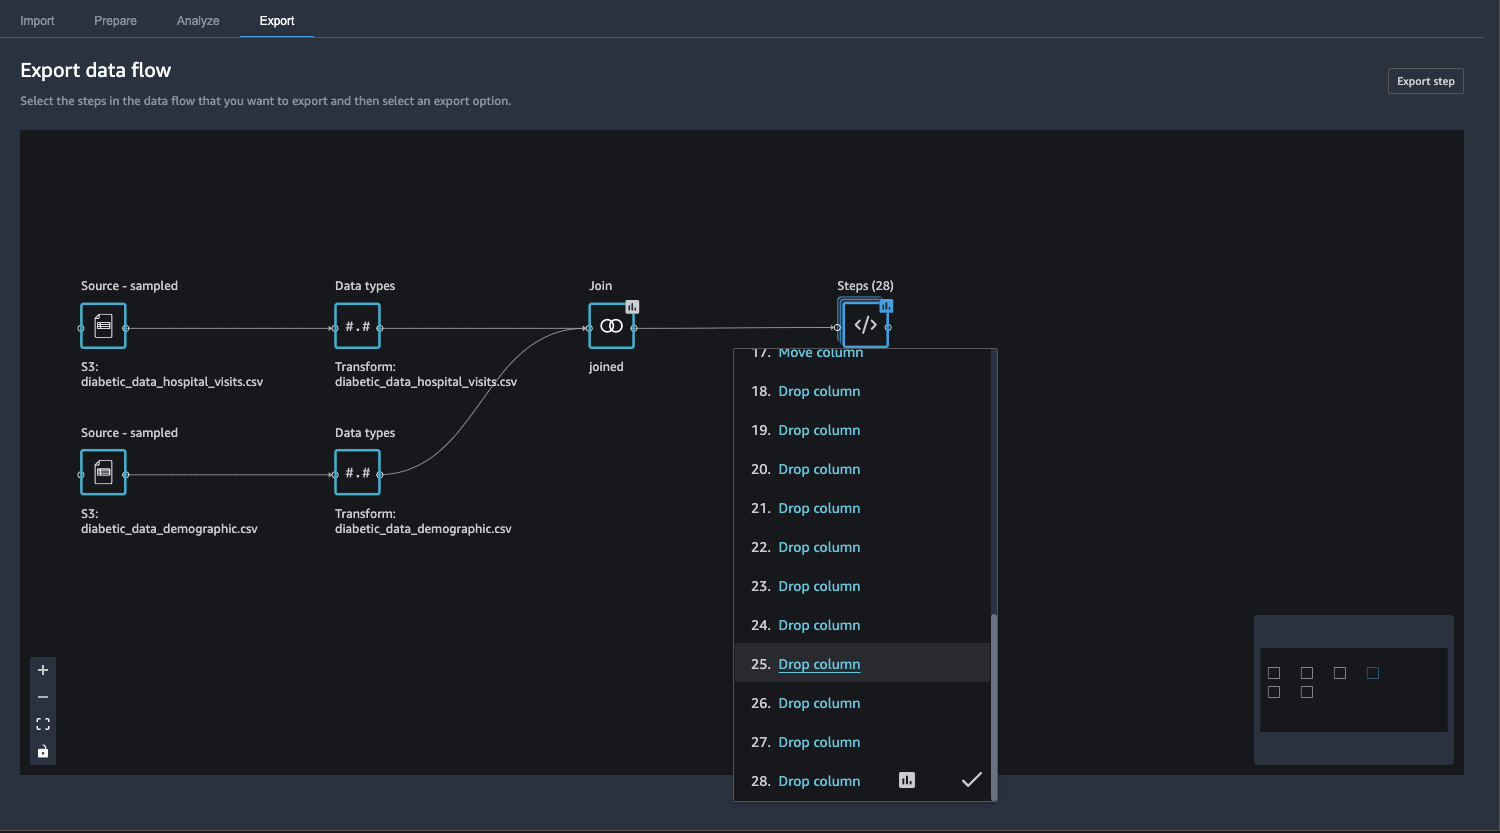 Import Prepare Analyze Export
Export data flow
Export step
Select the steps in the data flow that you want to export and then select an export option.
Source - sampled
Data types
Join
Steps (28)
#.#
</>
S3:
diabetic_data_hospital_visits.csv
Transform:
diabetic_data_hospital_visits.csv
joined
Source - sampled
Data types
#.#
S3:
diabetic_data_demographic.csv
Transform:
diabetic_data_demographic.csv
17. Move column
18. Drop column
19. Drop column
20. Drop column
21. Drop column
22. Drop column
23. Drop column
24. Drop column
25. Drop column
26. Drop column
27. Drop column
28. Drop column